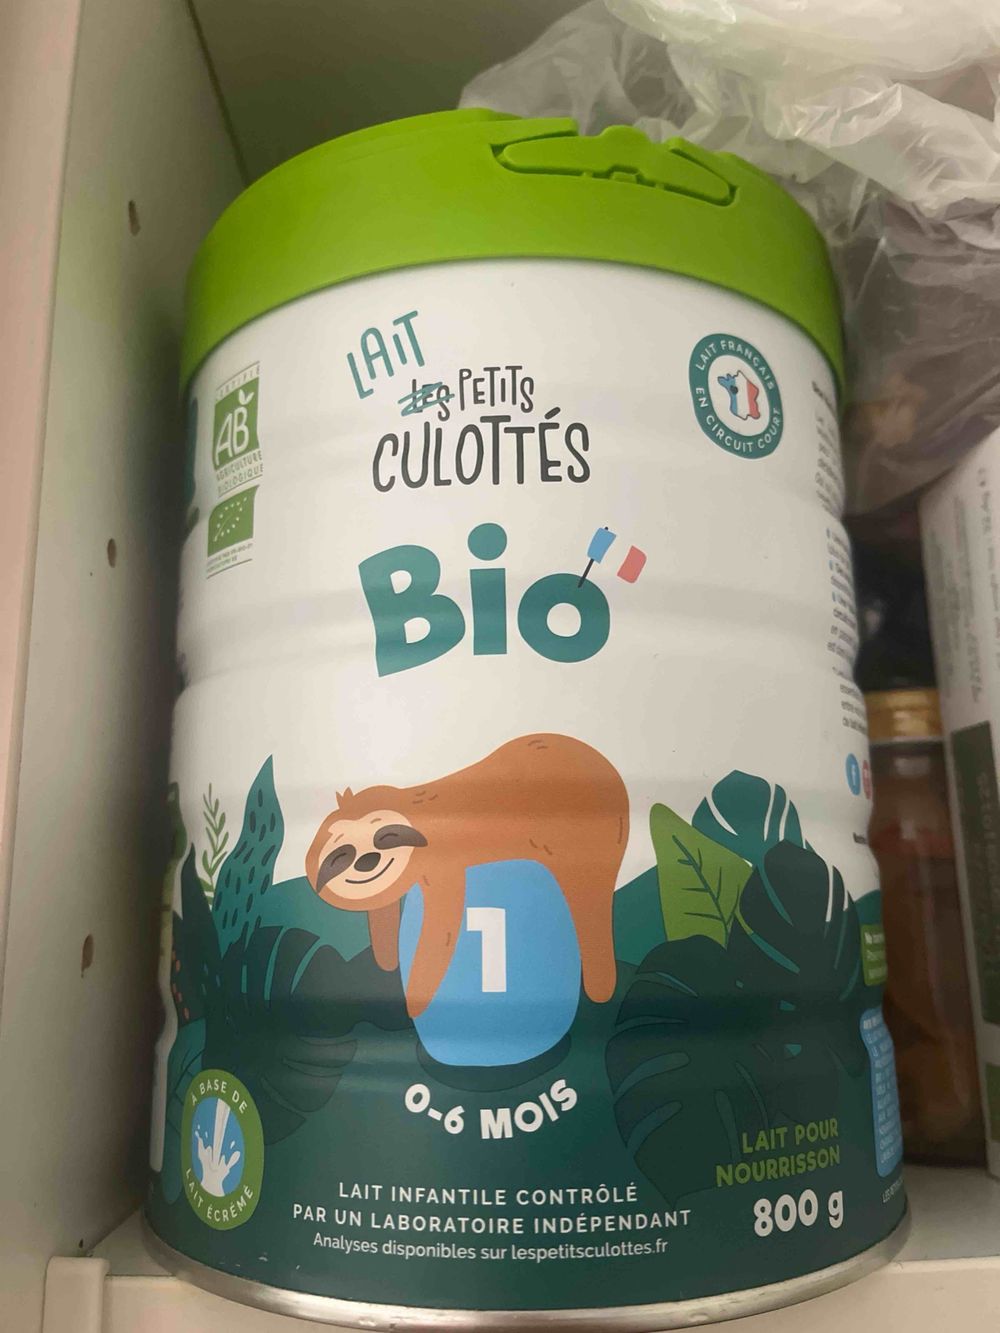 LAIT
LES PETITS
CULOTTÉS
CERTIFIÉ
AB
AGRICULTURE
BIOLOGIQUE
LAIT FRANÇAIS
EN CIRCUIT COURT
Bio
1
0-6 MOIS
À BASE DE
LAIT ÉCRÉMÉ
LAIT POUR
NOURRISSON
800 g
LAIT INFANTILE CONTRÔLÉ
PAR UN LABORATOIRE INDÉPENDANT
Analyses disponibles sur lespetitsculottes.fr